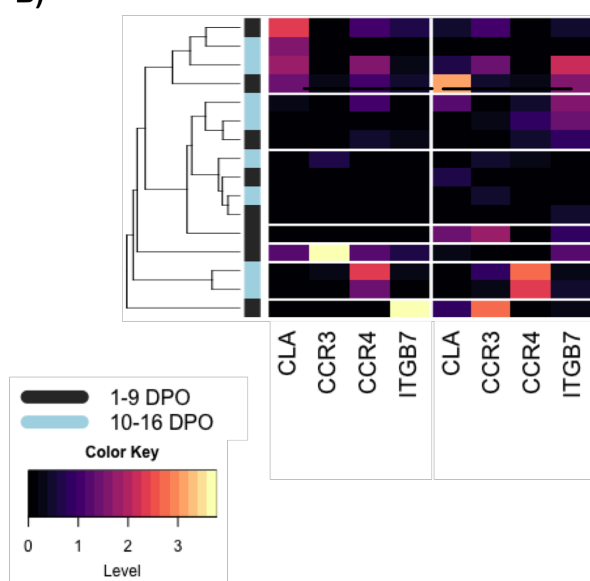 B)
CLA CCR3 CCR4 ITGB7 CLA CCR3 CCR4 ITGB7
1-9 DPO
10-16 DPO
Color Key
0 1 2 3
Level